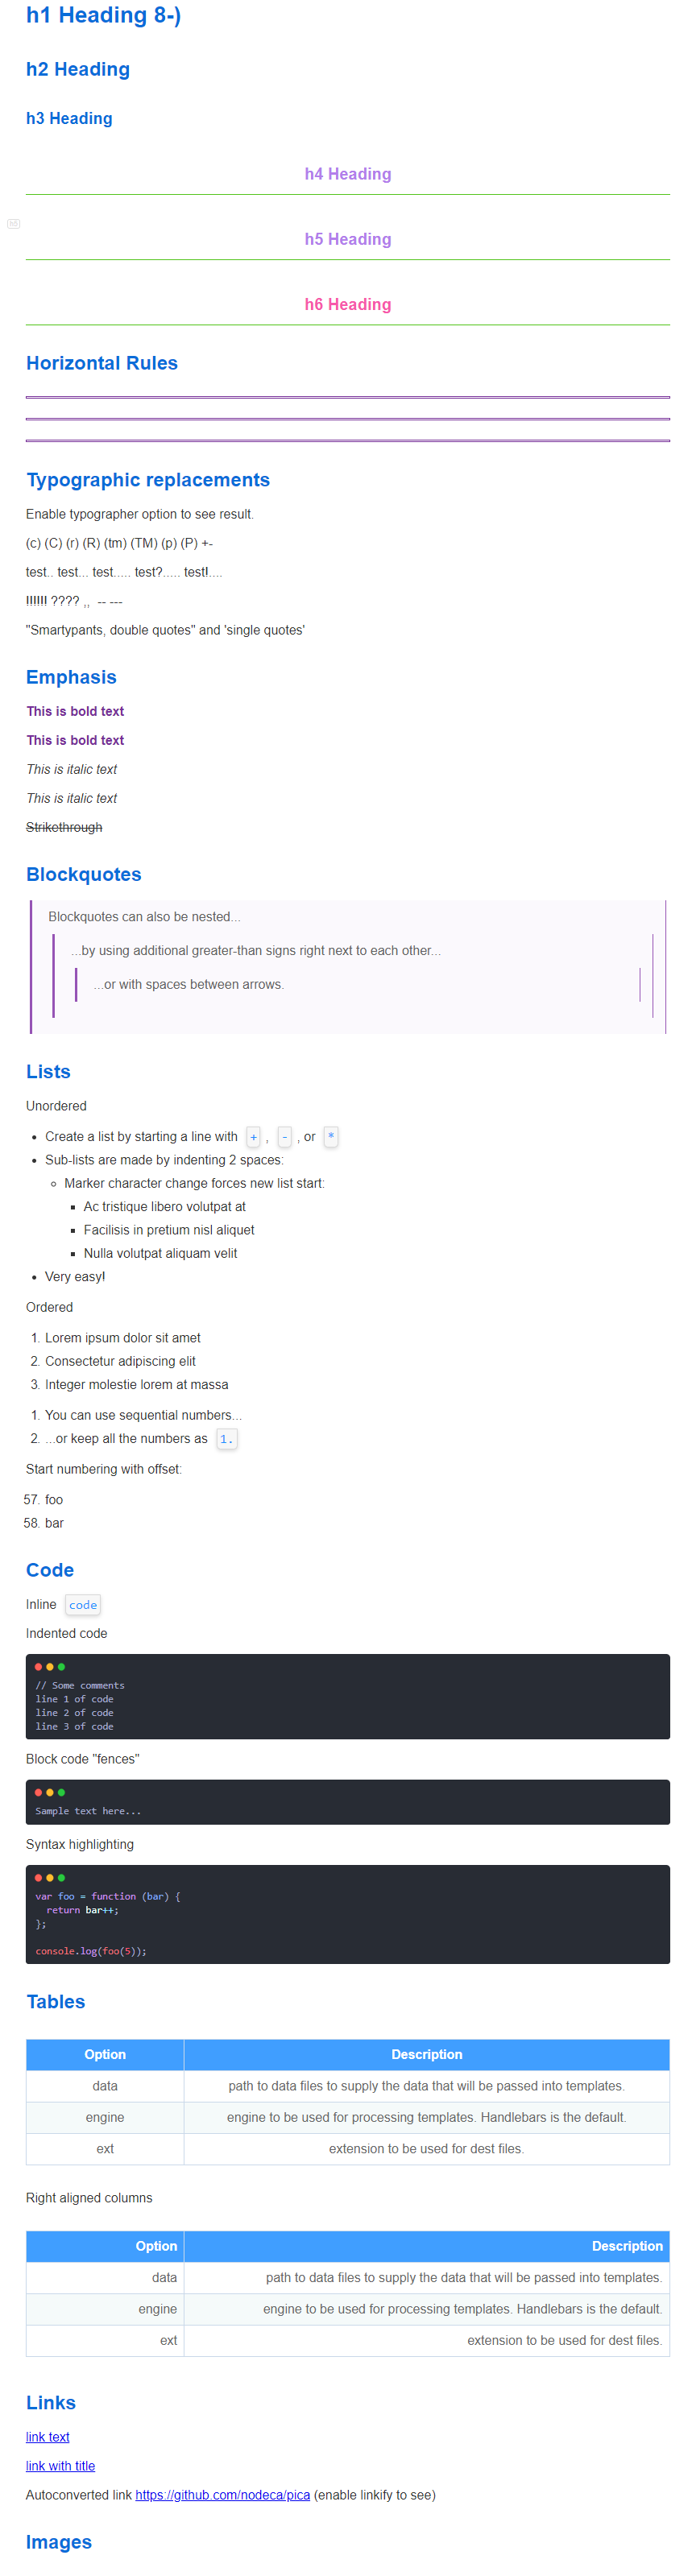 h1 Heading 8-)
h2 Heading
h3 Heading
h4 Heading
h5
h5 Heading
h6 Heading
Horizontal Rules
Typographic replacements
Enable typographer option to see result.
(c) (C) (r) (R) (tm) (TM) (p) (P) +-
test.. test... test..... test?..... test!....
!!!!!! ???? ,,  -- ---
"Smartypants, double quotes" and 'single quotes'
Emphasis
This is bold text
This is bold text
This is italic text
This is italic text
Strikethrough
Blockquotes
Blockquotes can also be nested...
...by using additional greater-than signs right next to each other...
...or with spaces between arrows.
Lists
Unordered
• Create a list by starting a line with + , - , or *
• Sub-lists are made by indenting 2 spaces:
◦ Marker character change forces new list start:
▪ Ac tristique libero volutpat at
▪ Facilisis in pretium nisl aliquet
▪ Nulla volutpat aliquam velit
• Very easy!
Ordered
1. Lorem ipsum dolor sit amet
2. Consectetur adipiscing elit
3. Integer molestie lorem at massa
1. You can use sequential numbers...
2. ...or keep all the numbers as 1.
Start numbering with offset:
57. foo
58. bar
Code
Inline code
Indented code
// Some comments
line 1 of code
line 2 of code
line 3 of code
Block code "fences"
Sample text here...
Syntax highlighting
var foo = function (bar) {
  return bar++;
};
console.log(foo(5));
Tables
Option Description
data path to data files to supply the data that will be passed into templates.
engine engine to be used for processing templates. Handlebars is the default.
ext extension to be used for dest files.
Right aligned columns
Option Description
data path to data files to supply the data that will be passed into templates.
engine engine to be used for processing templates. Handlebars is the default.
ext extension to be used for dest files.
Links
link text
link with title
Autoconverted link https://github.com/nodeca/pica (enable linkify to see)
Images